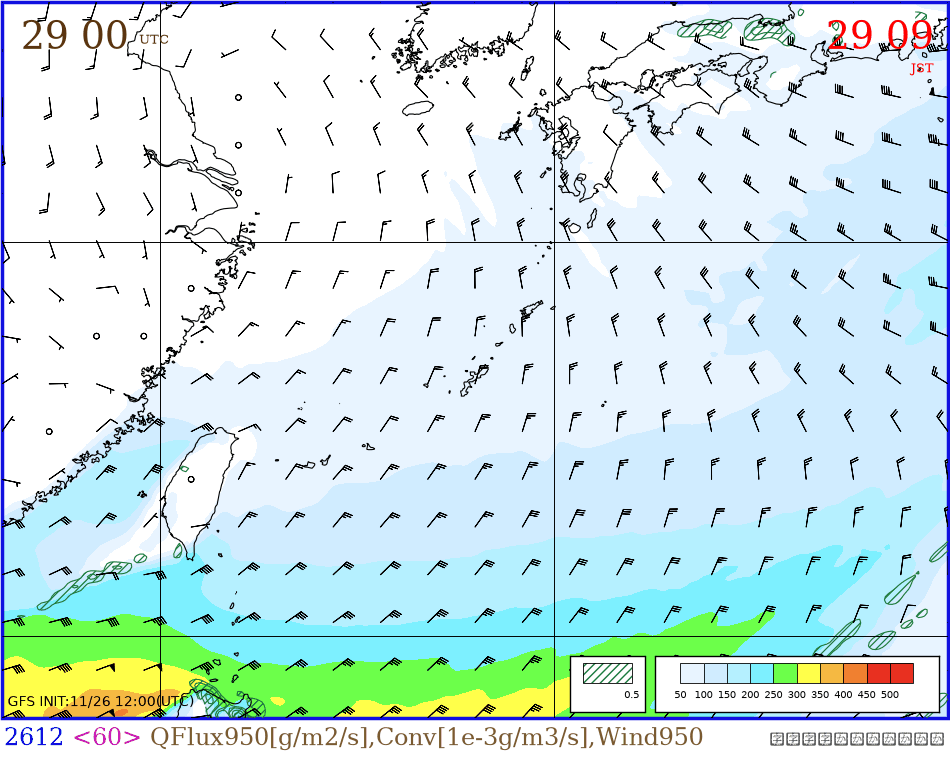 29 00 UTC
29 09
JST
0.5
50 100 150 200 250 300 350 400 450 500
GFS INIT:11/26 12:00(UTC)
2612 <60> QFlux950[g/m2/s],Conv[1e-3g/m3/s],Wind950